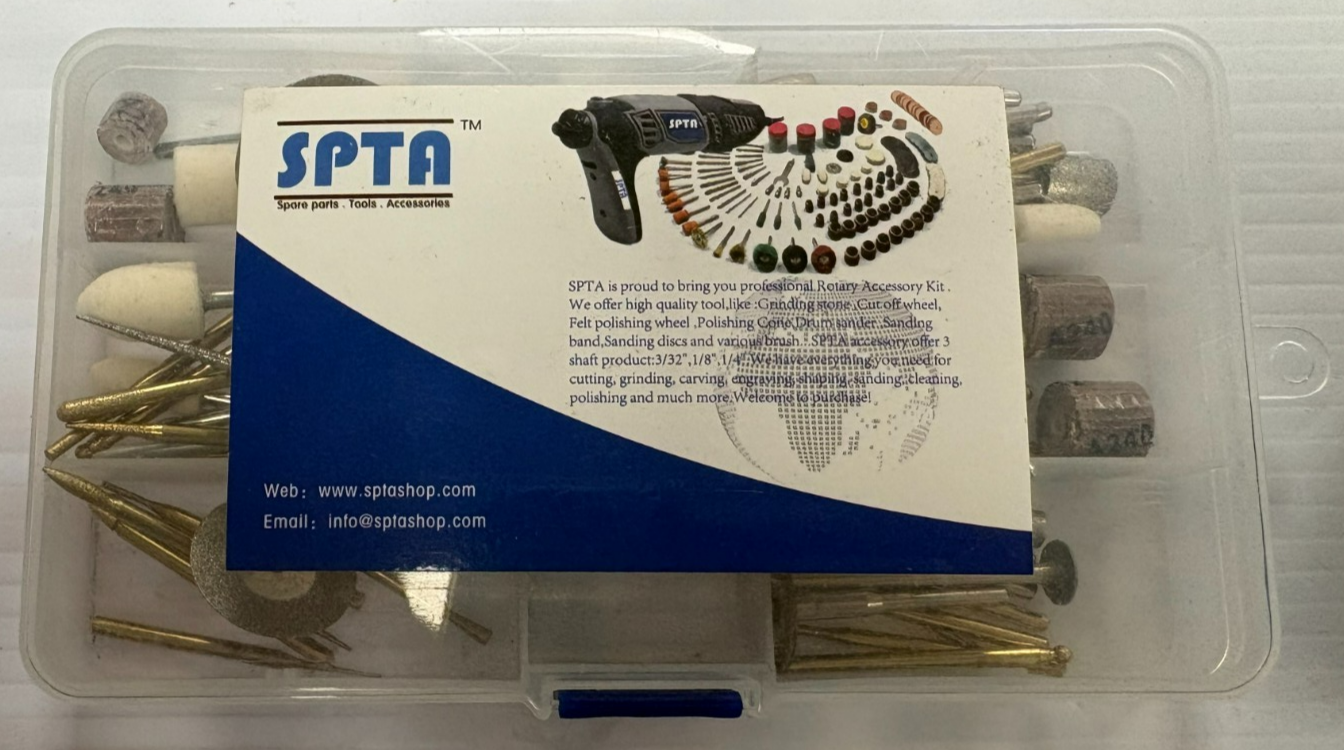 SPTA™
Spare parts . Tools . Accessories
SPTA
SPTA is proud to bring you professional Rotary Accessory Kit .
We offer high quality tool,like :Grinding stone ,Cut off wheel,
Felt polishing wheel ,Polishing Cone,Drum sander ,Sanding
band,Sanding discs and various brush . SPTA accessory offer 3
shaft product:3/32",1/8",1/4".We have everything you need for
cutting, grinding, carving, engraving, shaping, sanding, cleaning,
polishing and much more.Welcome to purchase!
Web: www.sptashop.com
Email: info@sptashop.com